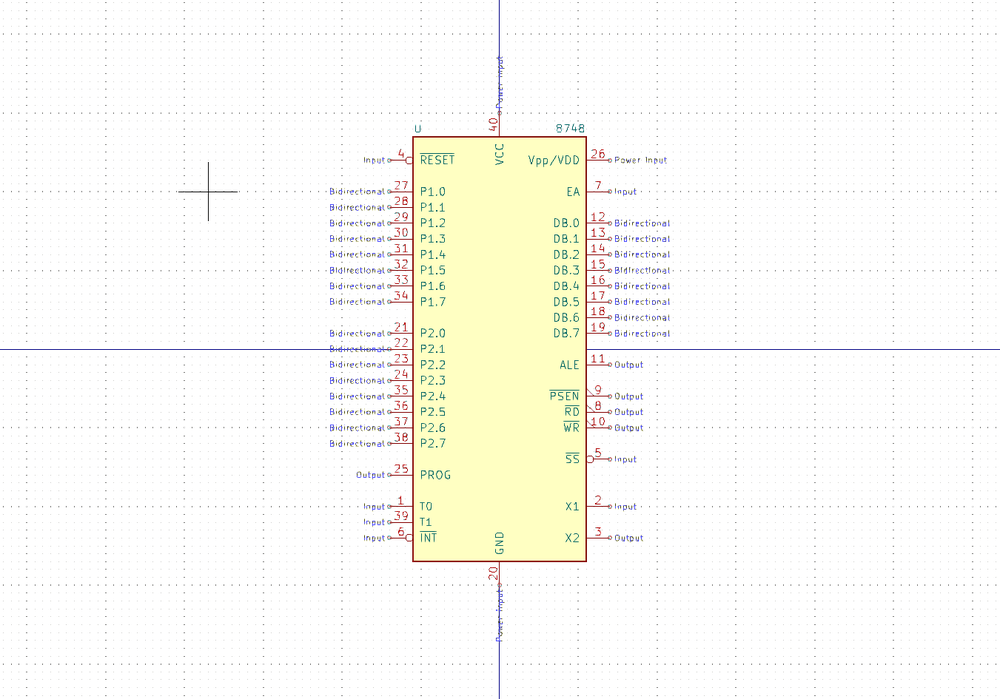 Power Input
40
U 8748
VCC
Input 4 RESET Vpp/VDD 26 Power Input
Bidirectional 27 P1.0 EA 7 Input
Bidirectional 28 P1.1
Bidirectional 29 P1.2 DB.0 12 Bidirectional
Bidirectional 30 P1.3 DB.1 13 Bidirectional
Bidirectional 31 P1.4 DB.2 14 Bidirectional
Bidirectional 32 P1.5 DB.3 15 Bidirectional
Bidirectional 33 P1.6 DB.4 16 Bidirectional
Bidirectional 34 P1.7 DB.5 17 Bidirectional
DB.6 18 Bidirectional
Bidirectional 21 P2.0 DB.7 19 Bidirectional
Bidirectional 22 P2.1
Bidirectional 23 P2.2 ALE 11 Output
Bidirectional 24 P2.3
Bidirectional 35 P2.4 PSEN 9 Output
Bidirectional 36 P2.5 RD 8 Output
Bidirectional 37 P2.6 WR 10 Output
Bidirectional 38 P2.7
SS 5 Input
Output 25 PROG
Input 1 T0 X1 2 Input
Input 39 T1
Input 6 INT X2 3 Output
GND
20
Power Input